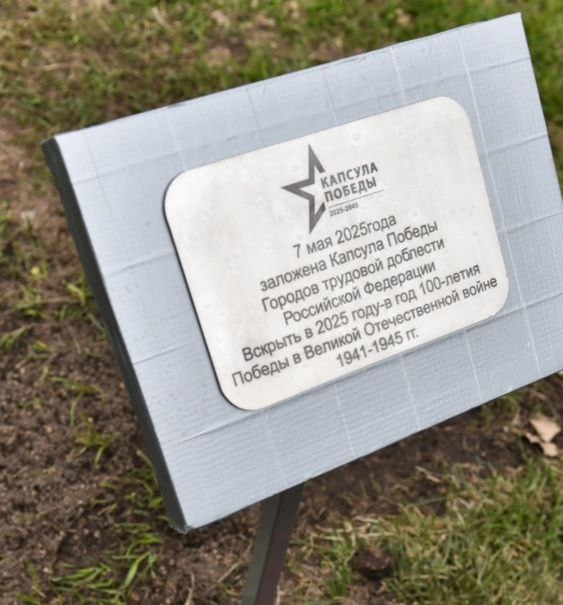 КАПСУЛА
ПОБЕДЫ
2025-2045
7 мая 2025года
заложена Капсула Победы
Городов трудовой доблести
Российской Федерации
Вскрыть в 2025 году-в год 100-летия
Победы в Великой Отечественной войне
1941-1945 гг.